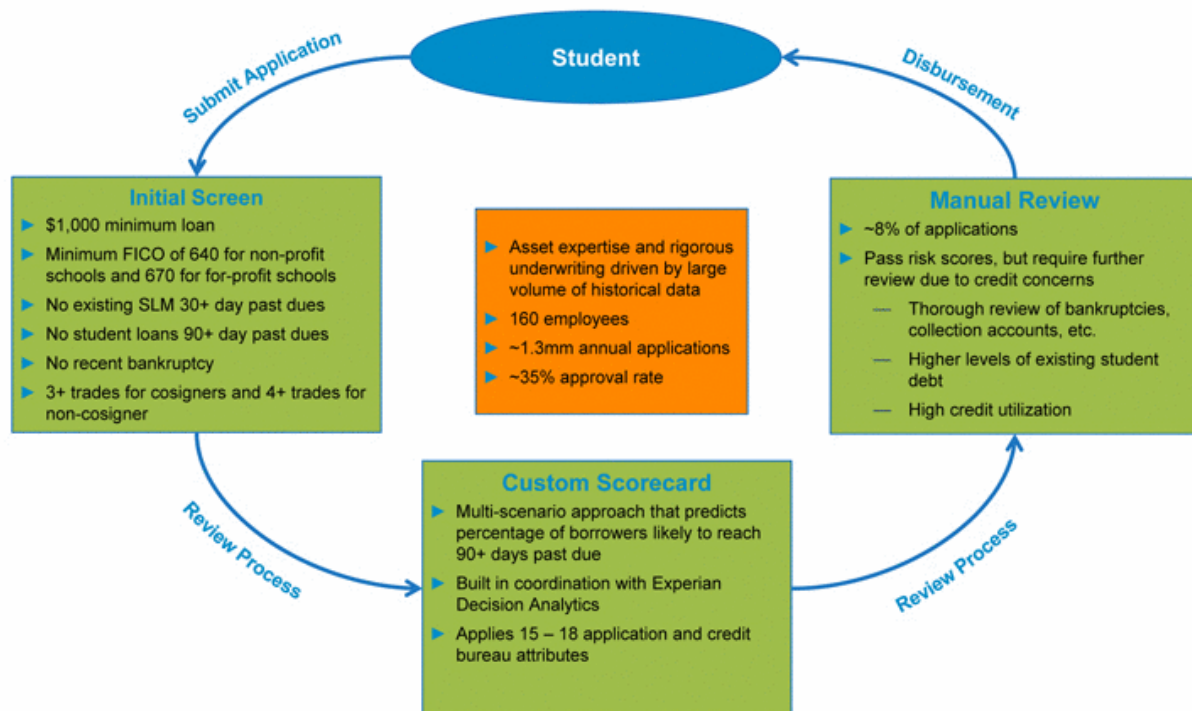 Student
Submit Application
Disbursement
Initial Screen
$1,000 minimum loan
Minimum FICO of 640 for non-profit
schools and 670 for for-profit schools
No existing SLM 30+ day past dues
No student loans 90+ day past dues
No recent bankruptcy
3+ trades for cosigners and 4+ trades for
non-cosigner
Asset expertise and rigorous
underwriting driven by large
volume of historical data
160 employees
~1.3mm annual applications
~35% approval rate
Manual Review
~8% of applications
Pass risk scores, but require further
review due to credit concerns
— Thorough review of bankruptcies,
collection accounts, etc.
— Higher levels of existing student
debt
— High credit utilization
Review Process
Custom Scorecard
Multi-scenario approach that predicts
percentage of borrowers likely to reach
90+ days past due
Built in coordination with Experian
Decision Analytics
Applies 15 – 18 application and credit
bureau attributes
Review Process